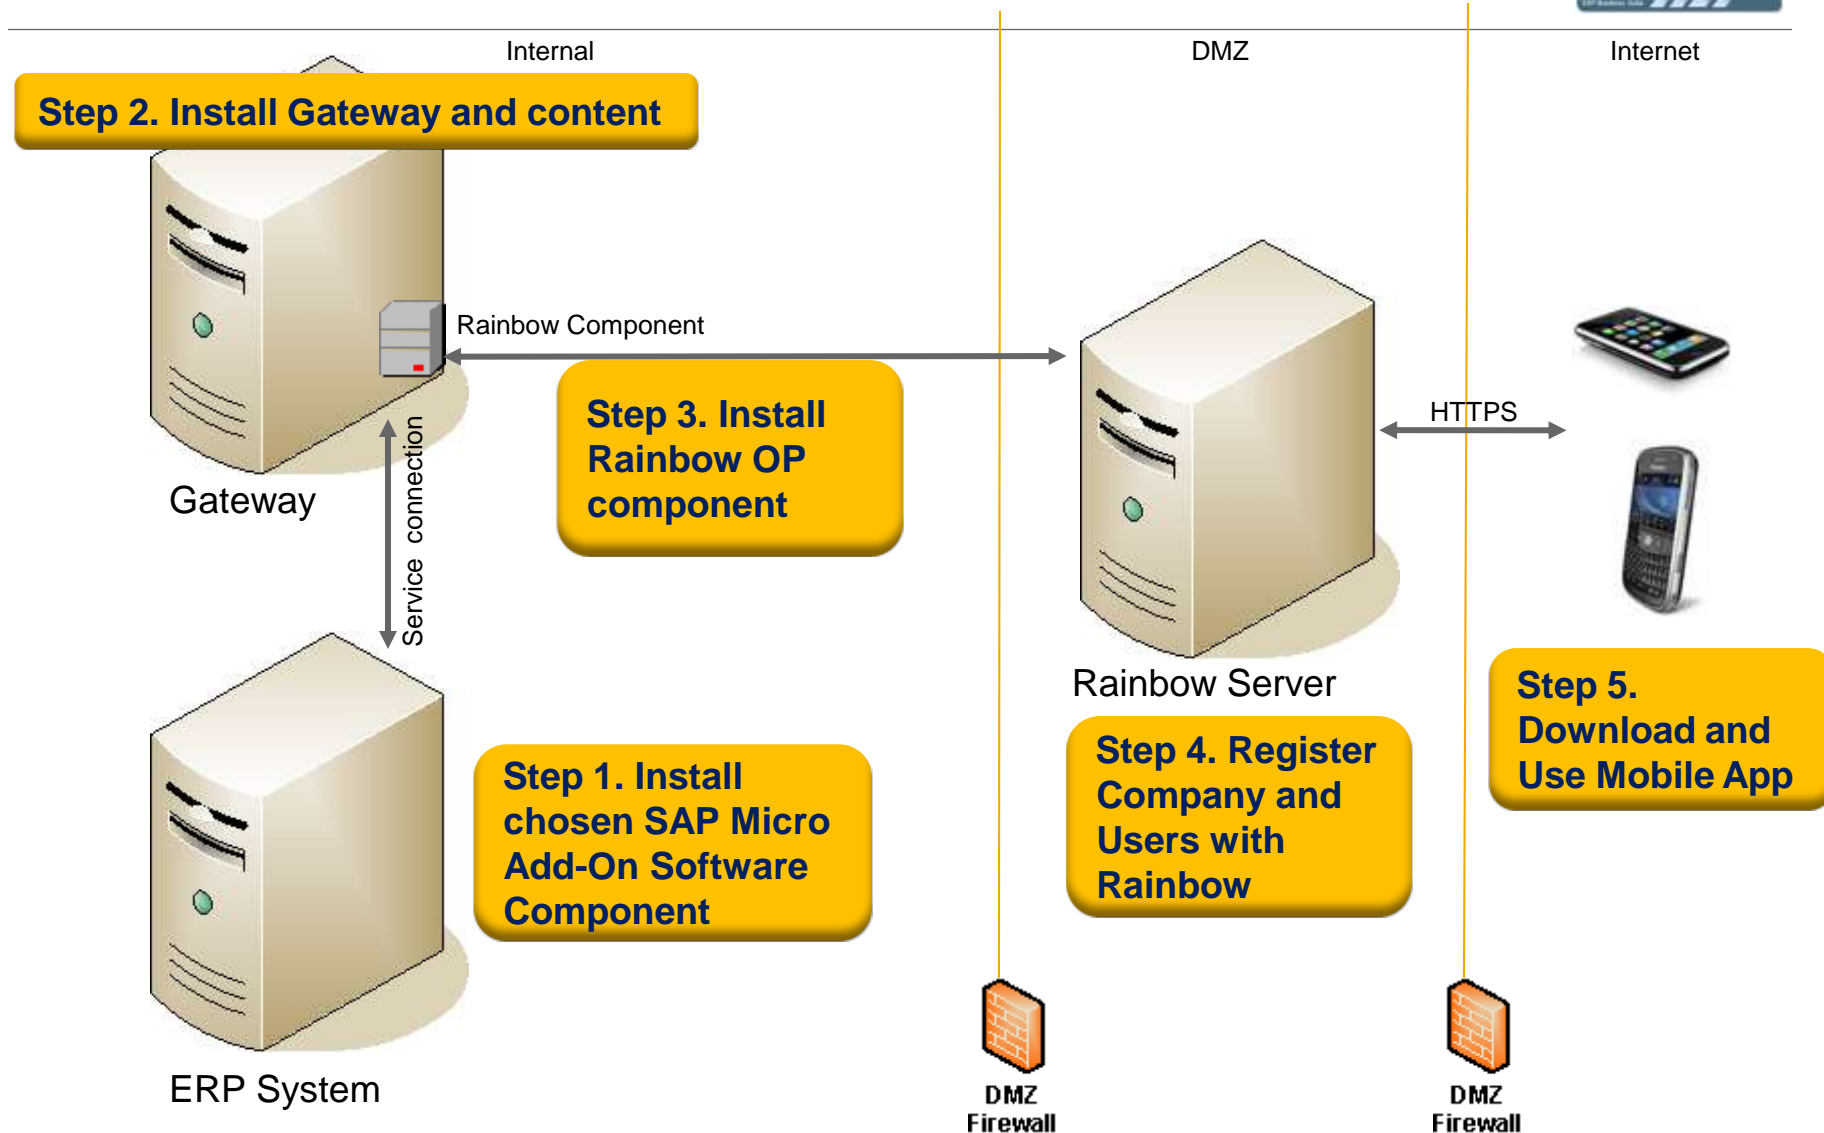 Internal
DMZ
Internet
Step 2. Install Gateway and content
Rainbow Component
Step 3. Install
Rainbow OP
component
HTTPS
Gateway
Service connection
Rainbow Server
Step 1. Install
chosen SAP Micro
Add-On Software
Component
Step 4. Register
Company and
Users with
Rainbow
Step 5.
Download and
Use Mobile App
ERP System
DMZ
Firewall
DMZ
Firewall